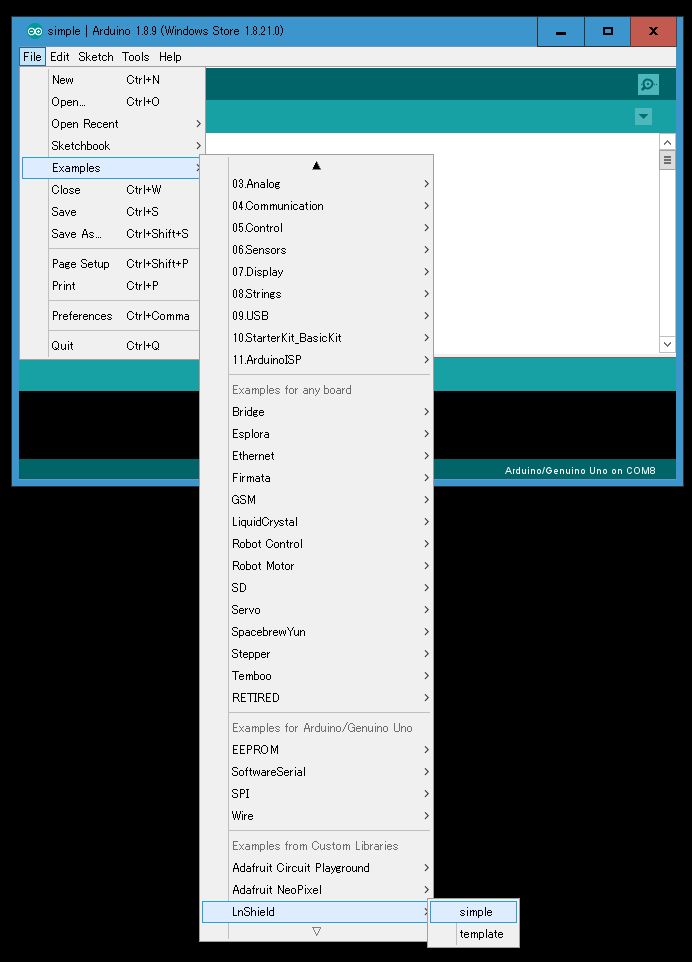 simple | Arduino 1.8.9 (Windows Store 1.8.21.0)
File Edit Sketch Tools Help
New Ctrl+N
Open... Ctrl+O
Open Recent
Sketchbook
Examples
Close Ctrl+W
Save Ctrl+S
Save As... Ctrl+Shift+S
Page Setup Ctrl+Shift+P
Print Ctrl+P
Preferences Ctrl+Comma
Quit Ctrl+Q
03.Analog
04.Communication
05.Control
06.Sensors
07.Display
08.Strings
09.USB
10.StarterKit_BasicKit
11.ArduinoISP
Examples for any board
Bridge
Esplora
Ethernet
Firmata
GSM
LiquidCrystal
Robot Control
Robot Motor
SD
Servo
SpacebrewYun
Stepper
Temboo
RETIRED
Examples for Arduino/Genuino Uno
EEPROM
SoftwareSerial
SPI
Wire
Examples from Custom Libraries
Adafruit Circuit Playground
Adafruit NeoPixel
LnShield
simple
template
Arduino/Genuino Uno on COM8